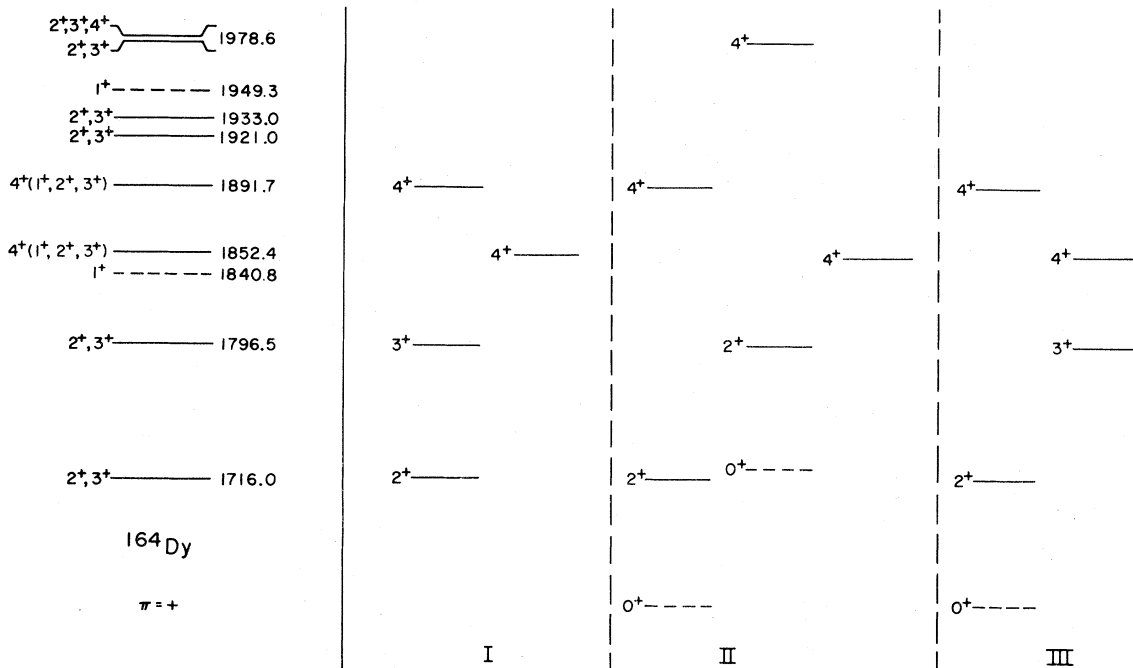 2⁺,3⁺,4⁺
2⁺,3⁺ 1978.6
4⁺
1⁺ 1949.3
2⁺,3⁺ 1933.0
2⁺,3⁺ 1921.0
4⁺(1⁺, 2⁺, 3⁺) 1891.7 4⁺ 4⁺ 4⁺
4⁺(1⁺, 2⁺, 3⁺) 1852.4 4⁺ 4⁺ 4⁺
1⁺ 1840.8
2⁺,3⁺ 1796.5 3⁺ 2⁺ 3⁺
0⁺
2⁺,3⁺ 1716.0 2⁺ 2⁺ 2⁺
¹⁶⁴Dy
π = + 0⁺ 0⁺
I II III